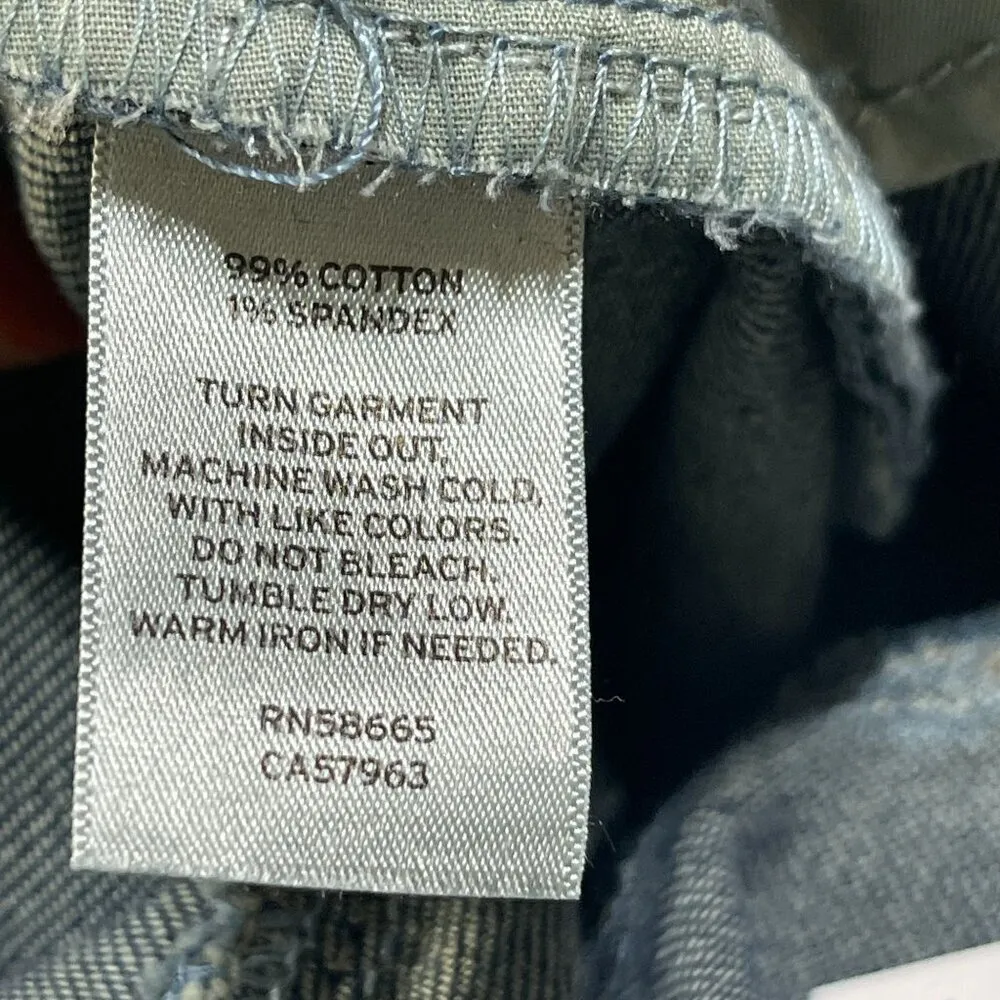 99% COTTON
1% SPANDEX
TURN GARMENT
INSIDE OUT,
MACHINE WASH COLD,
WITH LIKE COLORS.
DO NOT BLEACH.
TUMBLE DRY LOW.
WARM IRON IF NEEDED.
RN58665
CA57963